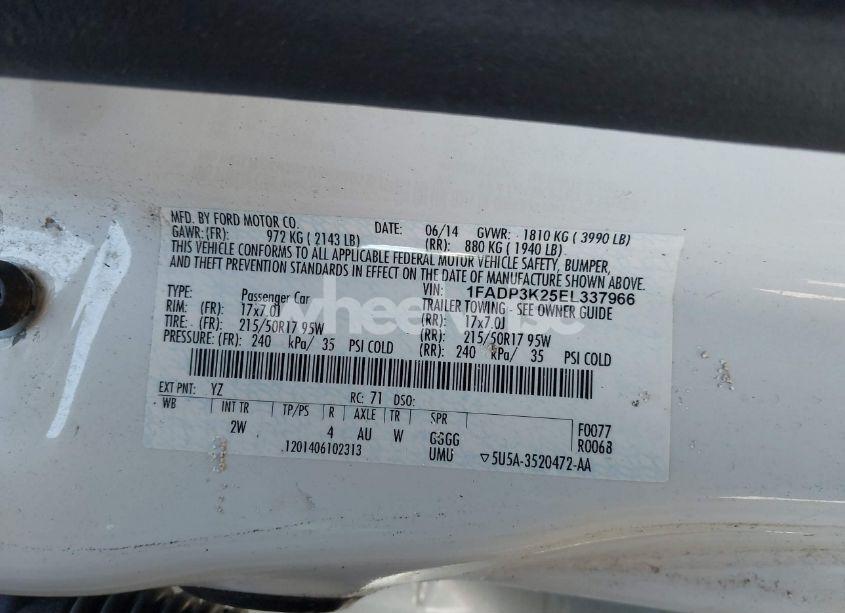 MFD. BY FORD MOTOR CO. DATE: 06/14 GVWR: 1810 KG ( 3990 LB)
GAWR: (FR): 972 KG ( 2143 LB) (RR): 880 KG ( 1940 LB)
THIS VEHICLE CONFORMS TO ALL APPLICABLE FEDERAL MOTOR VEHICLE SAFETY, BUMPER,
AND THEFT PREVENTION STANDARDS IN EFFECT ON THE DATE OF MANUFACTURE SHOWN ABOVE.
VIN: 1FADP3K25EL337966
TYPE: Passenger Car TRAILER TOWING - SEE OWNER GUIDE
RIM: (FR): 17x7.0J (RR): 17x7.0J
TIRE: (FR): 215/50R17 95W (RR): 215/50R17 95W
PRESSURE: (FR): 240 kPa/ 35 PSI COLD (RR): 240 kPa/ 35 PSI COLD
EXT PNT: YZ RC: 71 DSO:
WB INT TR TP/PS R AXLE TR SPR F0077
2W 4 AU W GGGG R0068
1201406102313 UMU ▽5U5A-3520472-AA